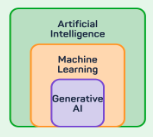 Artificial
Intelligence
Machine
Learning
Generative
AI